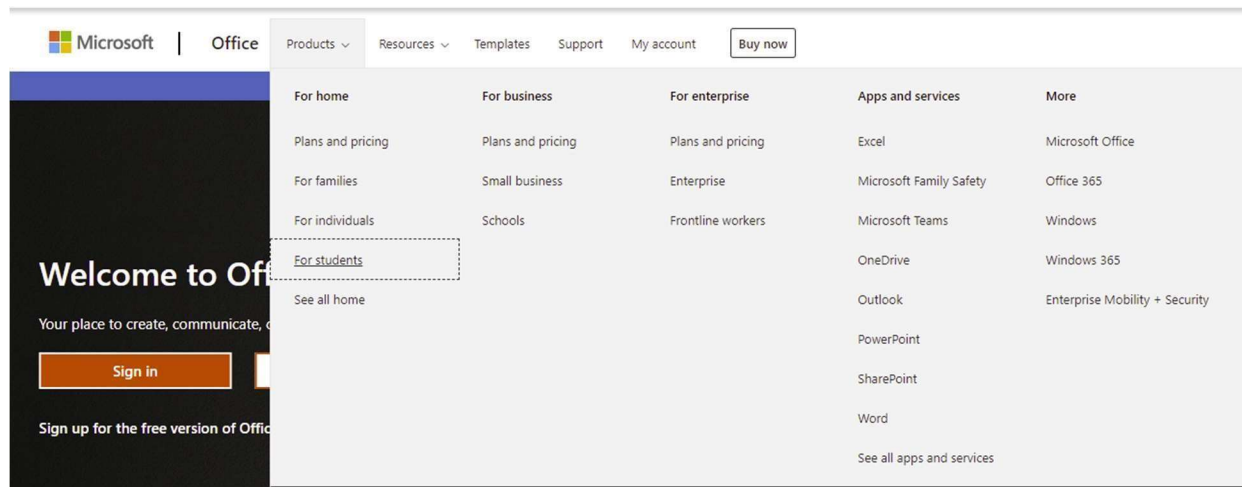 Microsoft | Office Products Resources Templates Support My account Buy now
For home
Plans and pricing
For families
For individuals
For students
See all home
For business
Plans and pricing
Small business
Schools
For enterprise
Plans and pricing
Enterprise
Frontline workers
Apps and services
Excel
Microsoft Family Safety
Microsoft Teams
OneDrive
Outlook
PowerPoint
SharePoint
Word
See all apps and services
More
Microsoft Office
Office 365
Windows
Windows 365
Enterprise Mobility + Security
Welcome to Off
Your place to create, communicate,
Sign in
Sign up for the free version of Offic